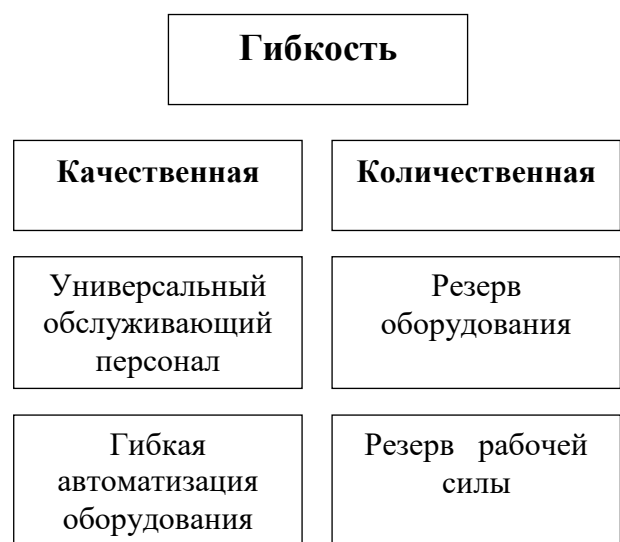 Гибкость
Качественная
Количественная
Универсальный
обслуживающий
персонал
Резерв
оборудования
Гибкая
автоматизация
оборудования
Резерв рабочей
силы